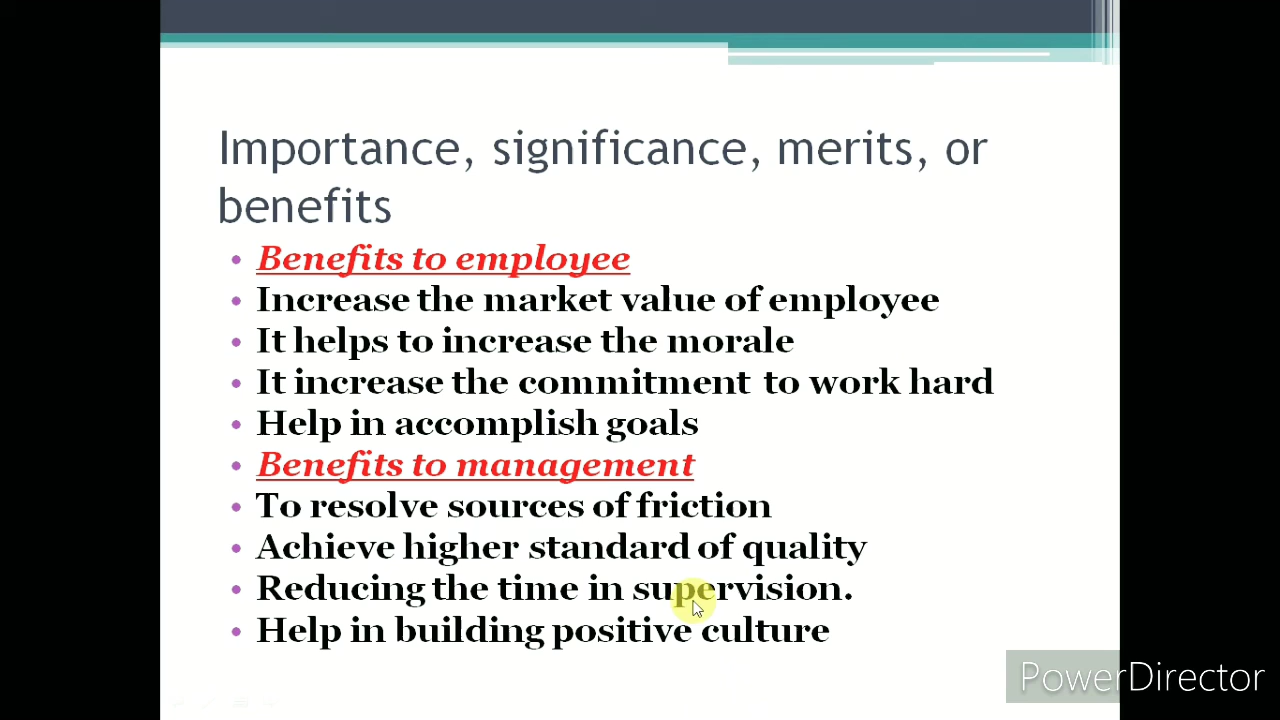 Importance, significance, merits, or
benefits
Benefits to employee
Increase the market value of employee
It helps to increase the morale
It increase the commitment to work hard
Help in accomplish goals
Benefits to management
To resolve sources of friction
Achieve higher standard of quality
Reducing the time in supervision.
Help in building positive culture
PowerDirector